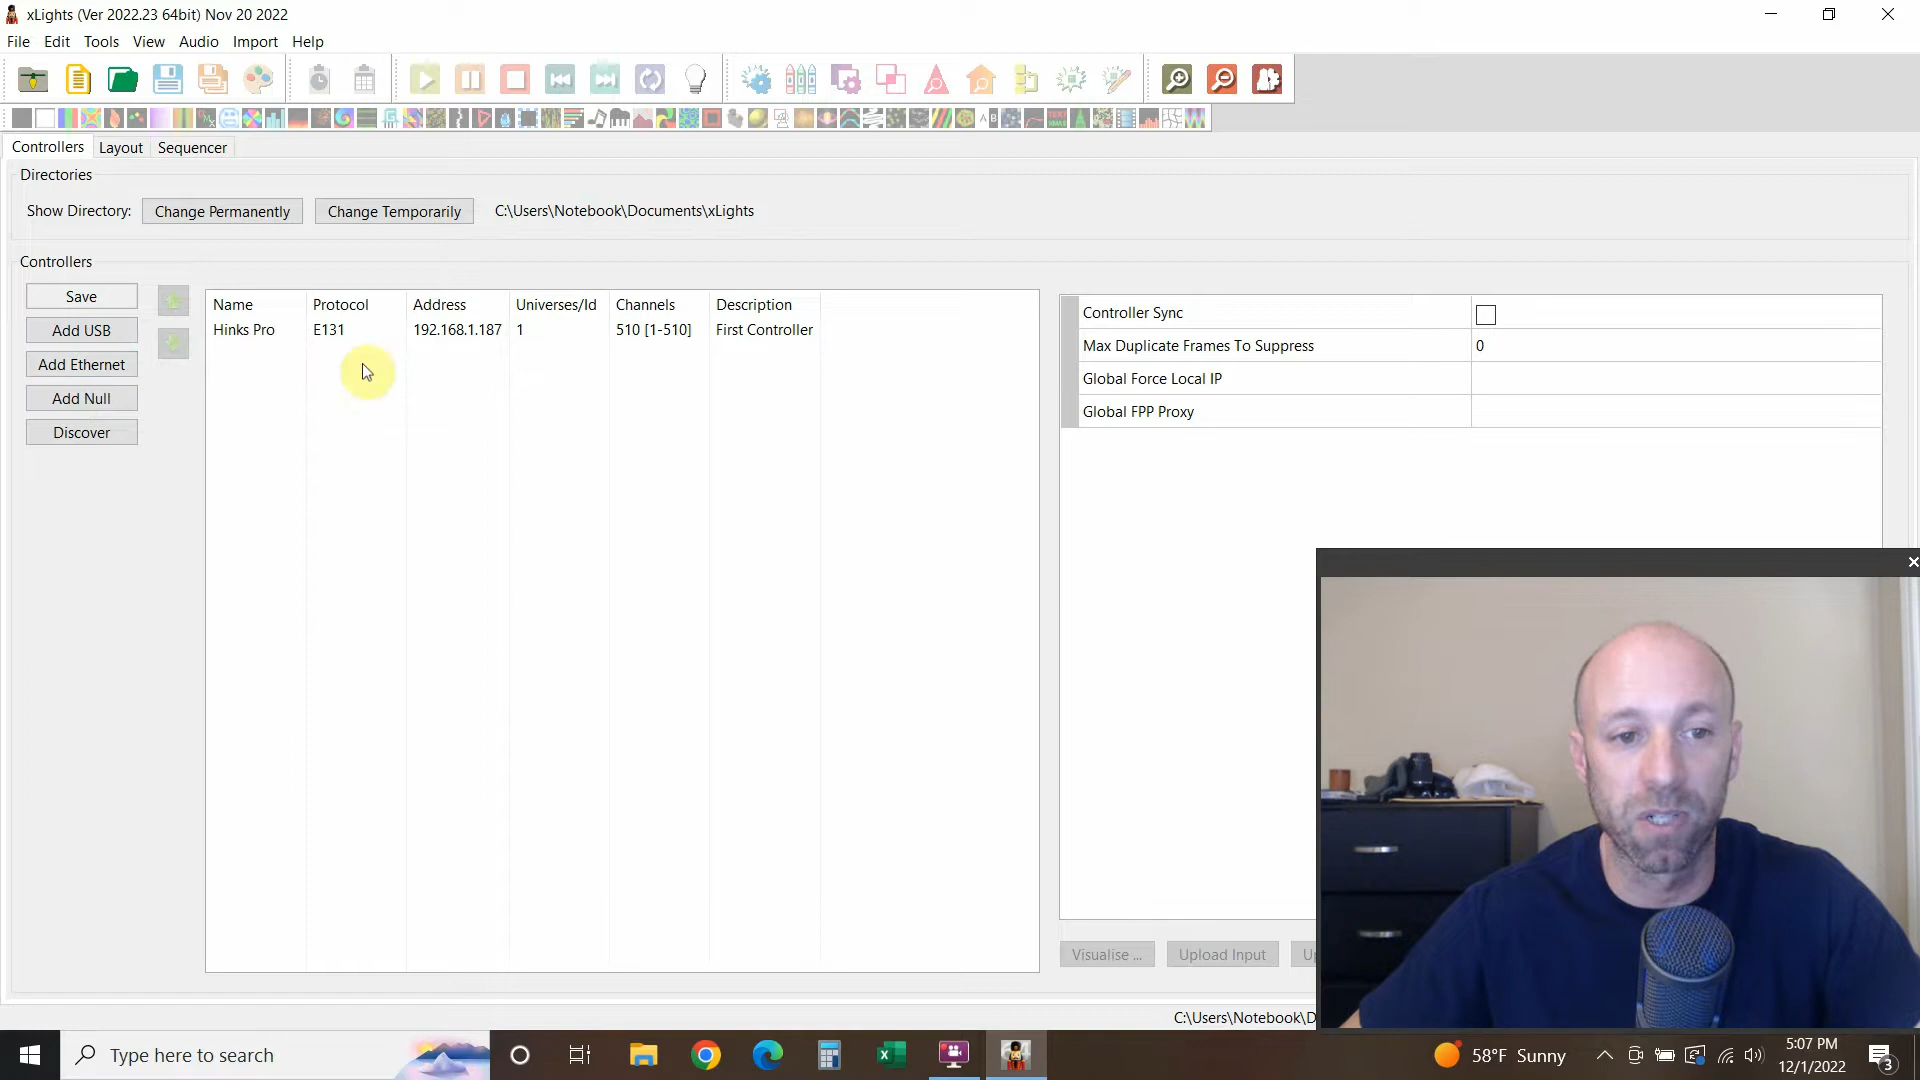 xLights (Ver 2022.23 64bit) Nov 20 2022
File Edit Tools View Audio Import Help
Controllers Layout Sequencer
Directories
Show Directory: Change Permanently Change Temporarily C:\Users\Notebook\Documents\xLights
Controllers
Save
Add USB
Add Ethernet
Add Null
Discover
Name Protocol Address Universes/Id Channels Description
Hinks Pro E131 192.168.1.187 1 510 [1-510] First Controller
Controller Sync
Max Duplicate Frames To Suppress 0
Global Force Local IP
Global FPP Proxy
Visualise ... Upload Input
C:\Users\Notebook\D
Type here to search
58°F Sunny
5:07 PM
12/1/2022
3